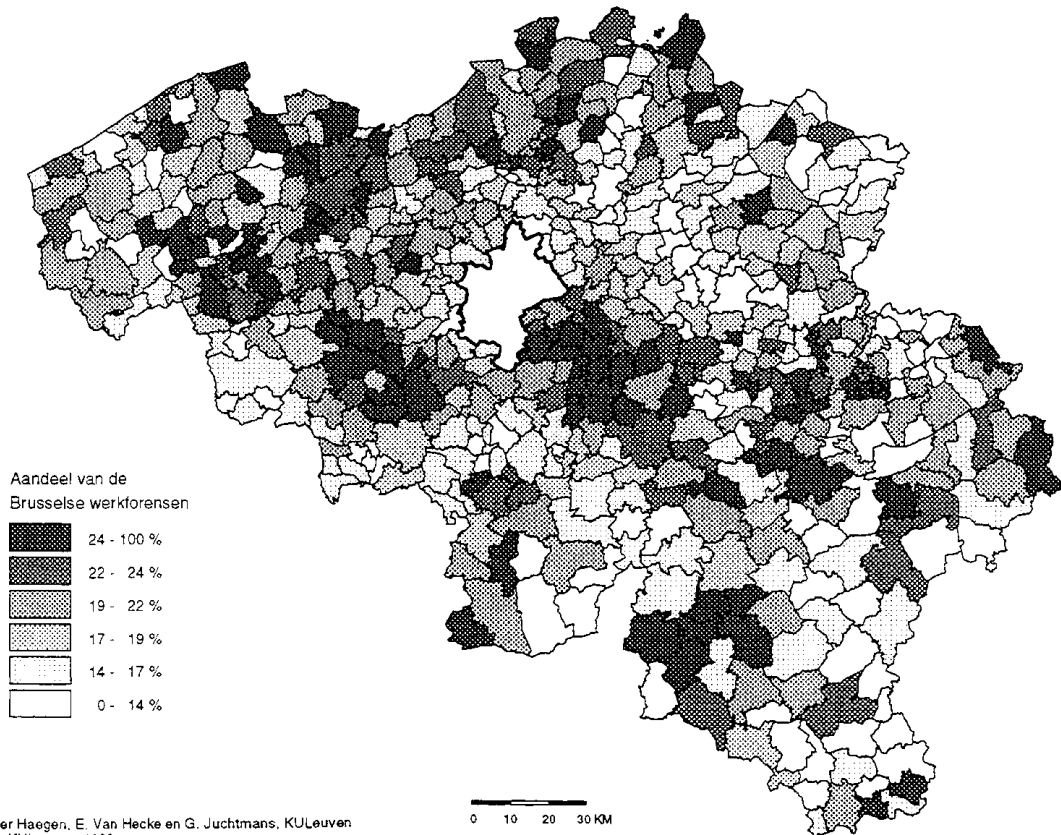 Aandeel van de
Brusselse werkforensen
24 - 100 %
22 - 24 %
19 - 22 %
17 - 19 %
14 - 17 %
0 - 14 %
0 10 20 30 KM
er Haegen, E. Van Hecke en G. Juchtmans, KULeuven